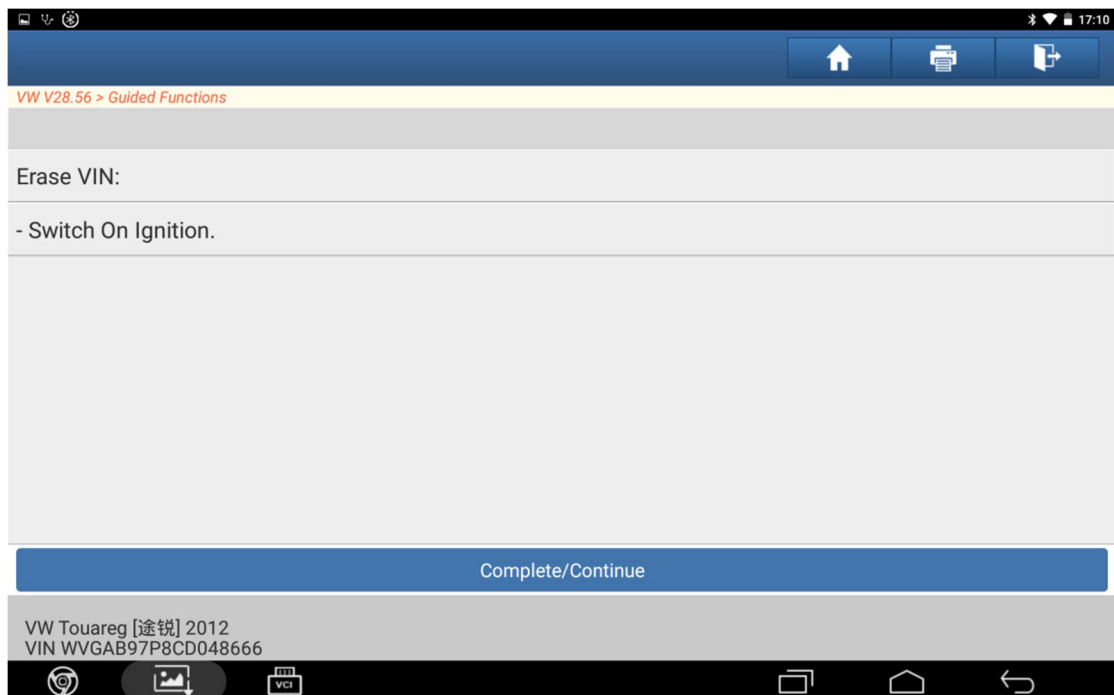 17:10
VW V28.56 > Guided Functions
Erase VIN:
- Switch On Ignition.
Complete/Continue
VW Touareg [途锐] 2012
VIN WVGAB97P8CD048666
VCI